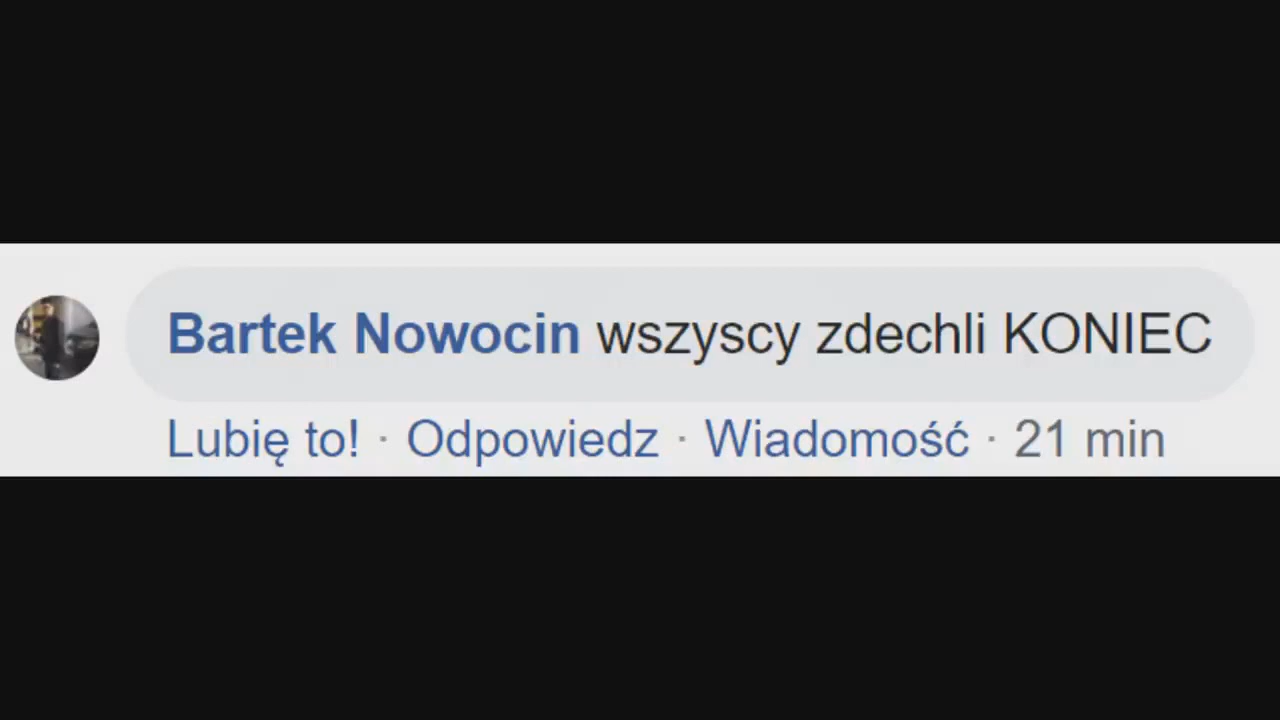 Bartek Nowocin wszyscy zdechli KONIEC
Lubię to! · Odpowiedz · Wiadomość · 21 min